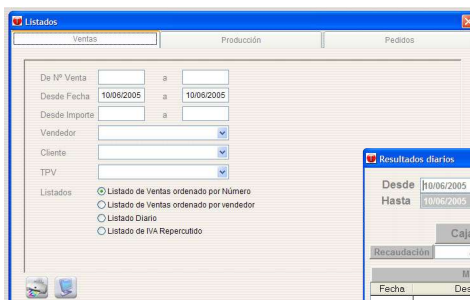 Listados
Ventas Producción Pedidos
De Nº Venta a
Desde Fecha 10/06/2005 a 10/06/2005
Desde Importe a
Vendedor
Cliente
TPV
Listados Listado de Ventas ordenado por Número
Listado de Ventas ordenado por vendedor
Listado Diario
Listado de IVA Repercutido
Resultados diarios
Desde 10/06/2005
Hasta 10/06/2005
Caja
Recaudación
M
Fecha Des